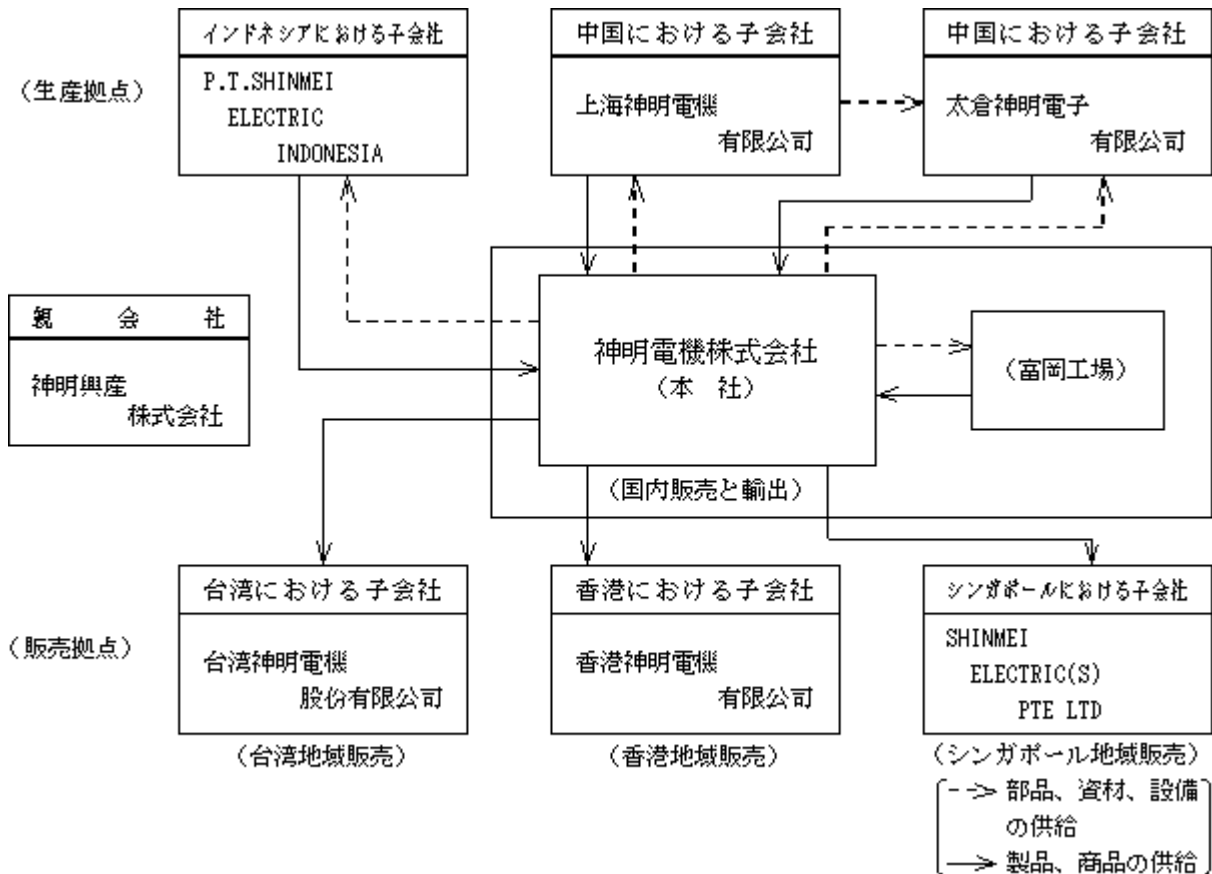 インドネシアにおける子会社
中国における子会社
中国における子会社
（生産拠点）
P.T.SHINMEI
ELECTRIC
INDONESIA
上海神明電機
有限公司
太倉神明電子
有限公司
親会社
神明興産
株式会社
神明電機株式会社
（本　社）
（富岡工場）
（国内販売と輸出）
台湾における子会社
香港における子会社
シンガポールにおける子会社
（販売拠点）
台湾神明電機
股份有限公司
香港神明電機
有限公司
SHINMEI
ELECTRIC(S)
PTE LTD
（台湾地域販売）
（香港地域販売）
（シンガポール地域販売）
部品、資材、設備
の供給
製品、商品の供給